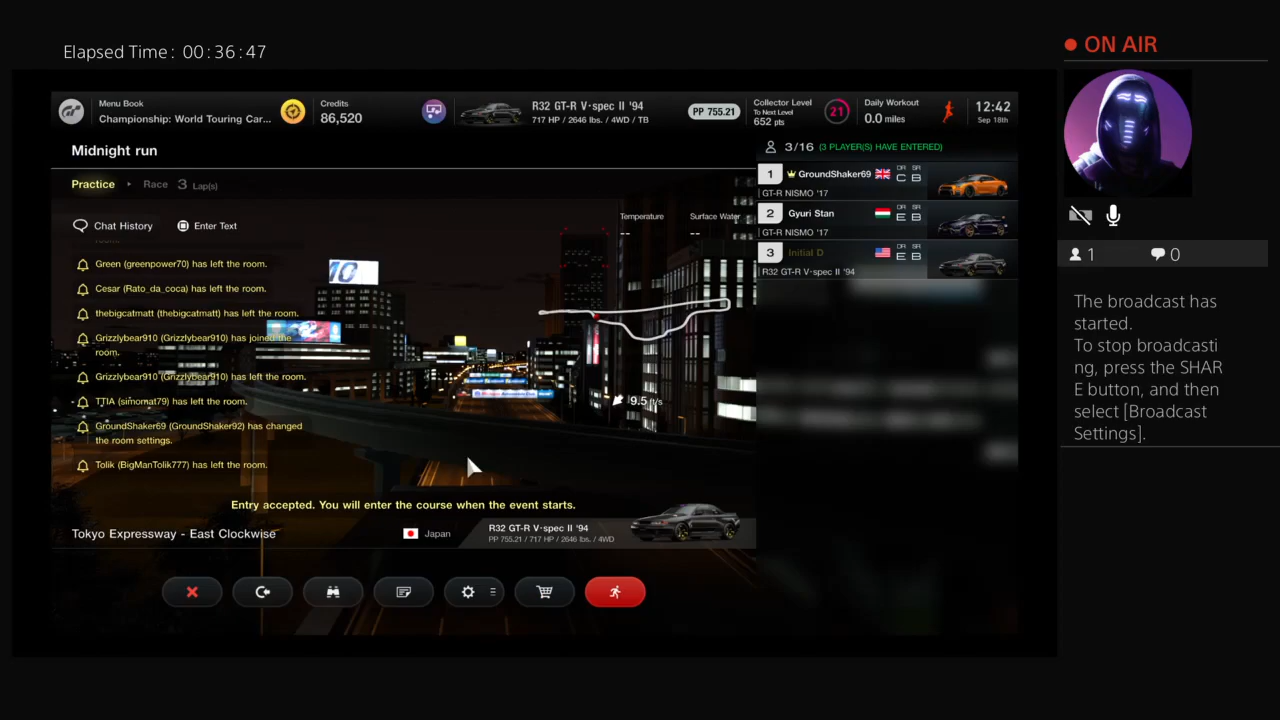 Elapsed Time: 00:36:47
ON AIR
Menu Book
Championship: World Touring Car...
Credits
86,520
R32 GT-R V·spec II '94
717 HP / 2646 lbs. / 4WD / TB
PP 755.21
Collector Level
To Next Level
652 pts
21
Daily Workout
0.0 miles
12:42
Sep 18th
Midnight run
3/16 (3 PLAYER(S) HAVE ENTERED)
Practice
Race 3 Lap(s)
1 GroundShaker69 DR C SR B
GT-R NISMO '17
2 Gyuri Stan DR E SR B
GT-R NISMO '17
3 Initial D DR E SR B
R32 GT-R V·spec II '94
Chat History
Enter Text
Temperature
--
Surface Water
--
Green (greenpower70) has left the room.
Cesar (Rato_da_coca) has left the room.
thebigcatmatt (thebigcatmatt) has left the room.
Grizzlybear910 (Grizzlybear910) has joined the
room.
Grizzlybear910 (Grizzlybear910) has left the room.
TTIA (simomat79) has left the room.
GroundShaker69 (GroundShaker92) has changed
the room settings.
Tolik (BigManTolik777) has left the room.
9.5 ft/s
Entry accepted. You will enter the course when the event starts.
Tokyo Expressway - East Clockwise
Japan
R32 GT-R V·spec II '94
PP 755.21 / 717 HP / 2646 lbs. / 4WD
1
0
The broadcast has
started.
To stop broadcasti
ng, press the SHAR
E button, and then
select [Broadcast
Settings].